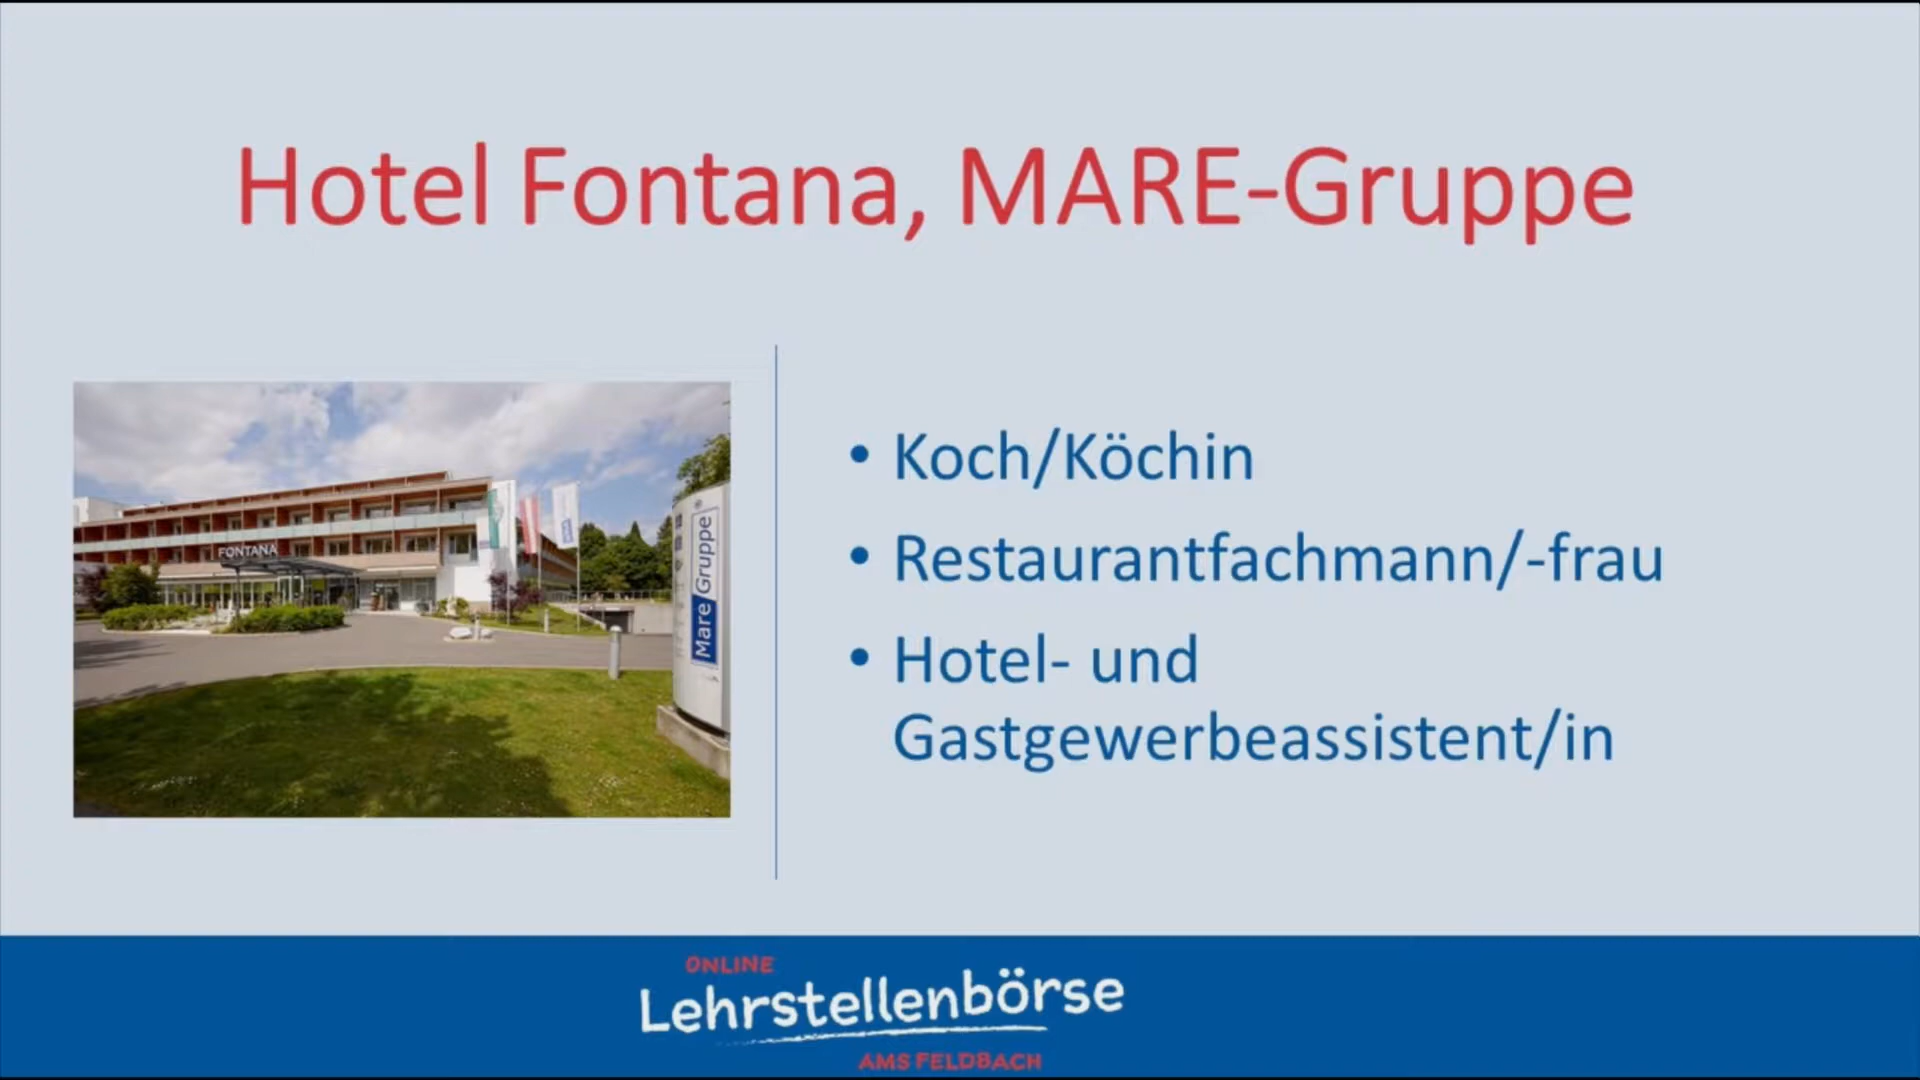 Hotel Fontana, MARE-Gruppe
FONTANA
Mare Gruppe
• Koch/Köchin
• Restaurantfachmann/-frau
• Hotel- und
Gastgewerbeassistent/in
ONLINE
Lehrstellenbörse
AMS FELDBACH